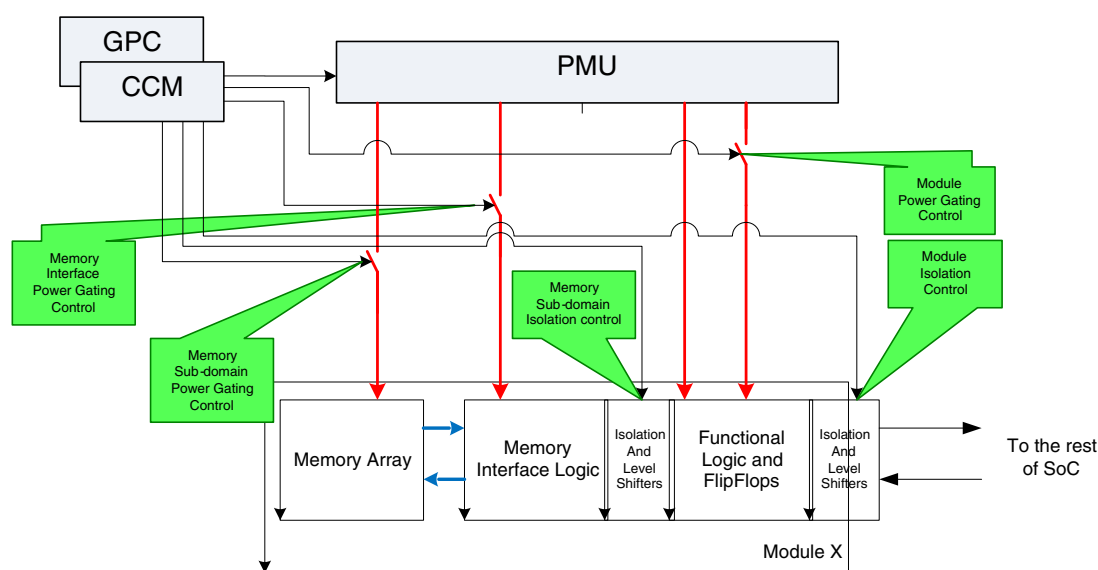 GPC
CCM
PMU
Module
Power Gating
Control
Memory
Interface
Power Gating
Control
Module
Isolation
Control
Memory
Sub-domain
Isolation control
Memory
Sub-domain
Power Gating
Control
Memory Array
Memory
Interface Logic
Isolation
And
Level
Shifters
Functional
Logic and
FlipFlops
Isolation
And
Level
Shifters
To the rest
of SoC
Module X